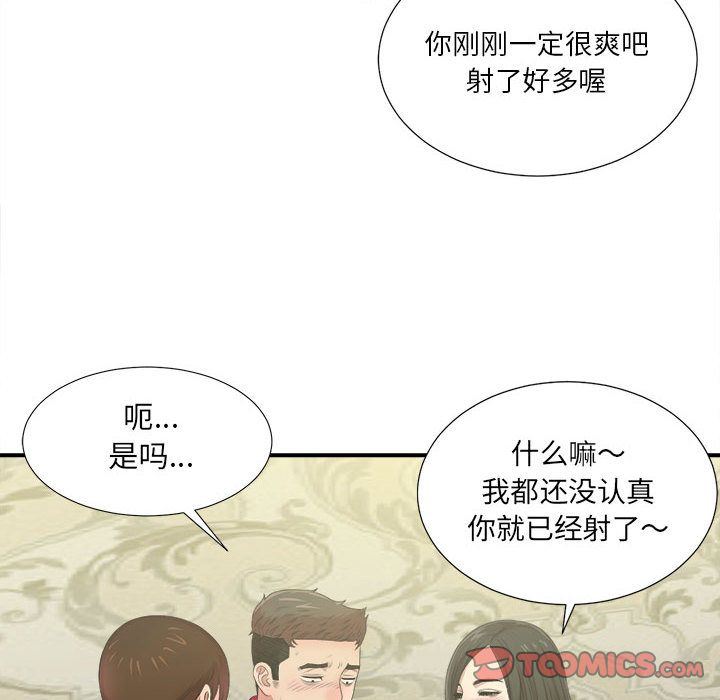 你刚刚一定很爽吧
射了好多喔
呃...
是吗...
什么嘛～
我都还没认真
你就已经射了～
TOOMICS.COM